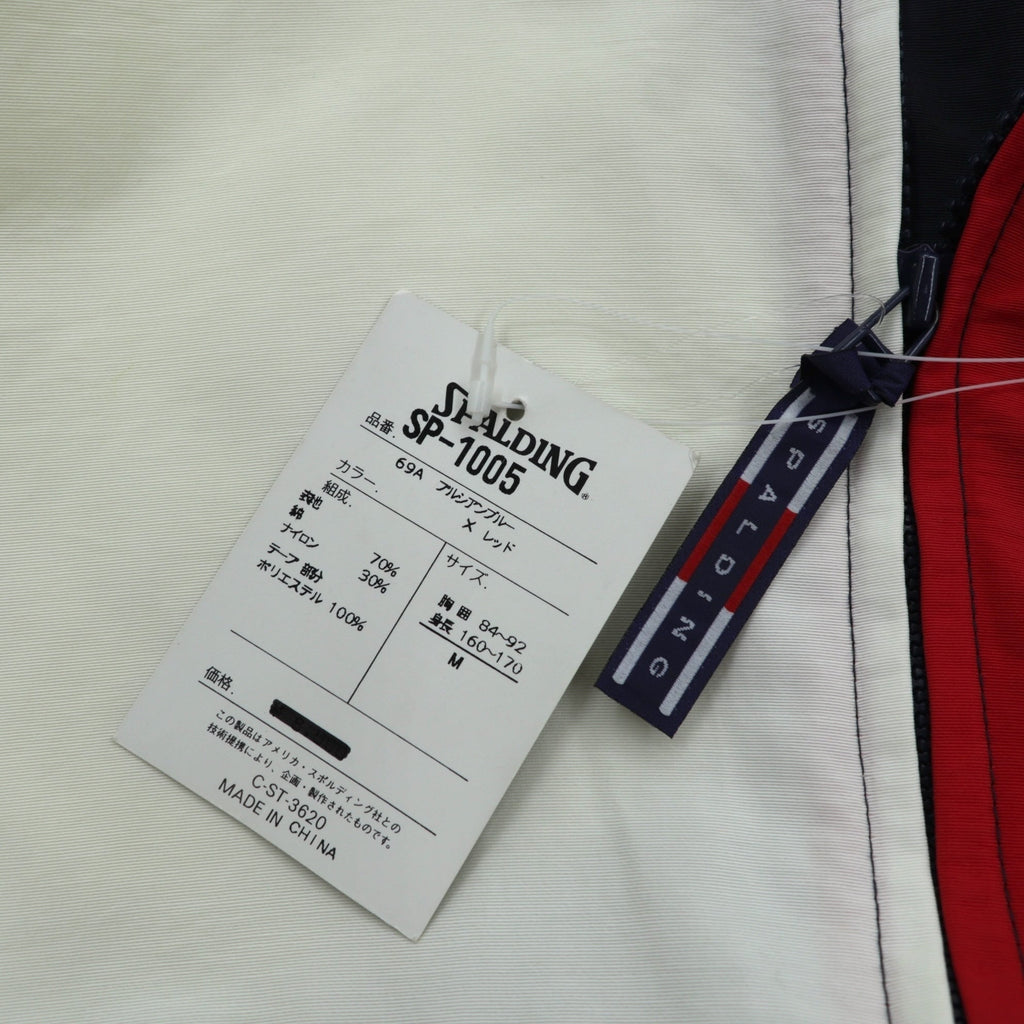 SPALDING®
品番. SP-1005
カラー. 69A プルシアンブルー
× レッド
組成.
表地
綿 70%
ナイロン 30%
テープ部分
ポリエステル 100%
サイズ.
胸囲 84~92
身長 160~170
M
価格.
この製品はアメリカ・スポルディング社との
技術提携により、企画・製作されたものです。
C-ST-3620
MADE IN CHINA
SPALDING